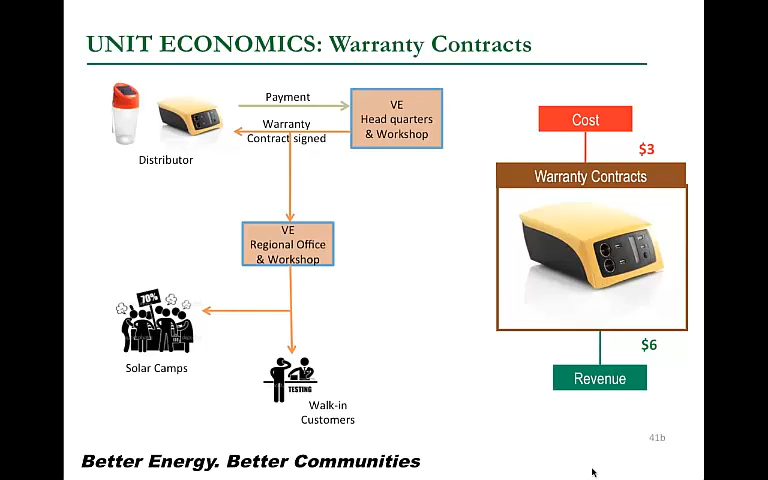 UNIT ECONOMICS: Warranty Contracts
Payment
Warranty
Contract signed
Distributor
VE
Head quarters
& Workshop
VE
Regional Office
& Workshop
70%
Solar Camps
TESTING
Walk-in
Customers
Cost
$3
Warranty Contracts
$6
Revenue
41b
Better Energy. Better Communities